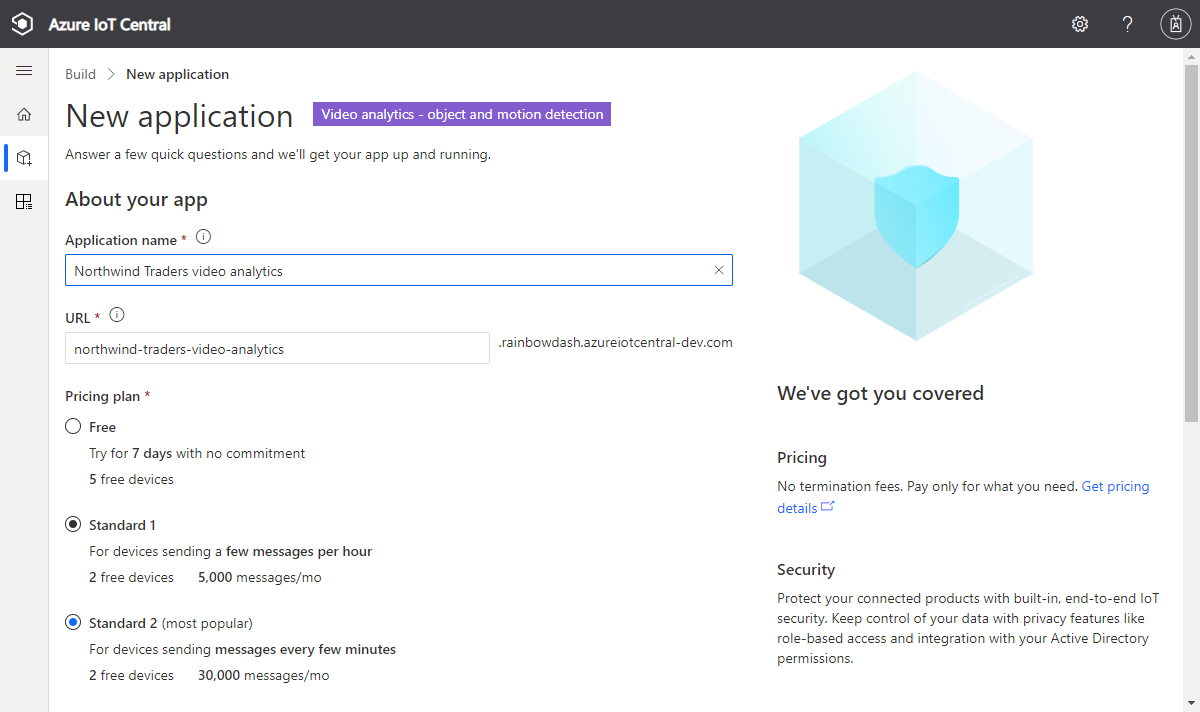 Azure IoT Central
?
Build > New application
New application
Video analytics - object and motion detection
Answer a few quick questions and we'll get your app up and running.
About your app
Application name *
Northwind Traders video analytics
URL *
northwind-traders-video-analytics
.rainbowdash.azureiotcentral-dev.com
Pricing plan *
Free
Try for 7 days with no commitment
5 free devices
Standard 1
For devices sending a few messages per hour
2 free devices 5,000 messages/mo
Standard 2 (most popular)
For devices sending messages every few minutes
2 free devices 30,000 messages/mo
We've got you covered
Pricing
No termination fees. Pay only for what you need. Get pricing
details
Security
Protect your connected products with built-in, end-to-end IoT
security. Keep control of your data with privacy features like
role-based access and integration with your Active Directory
permissions.